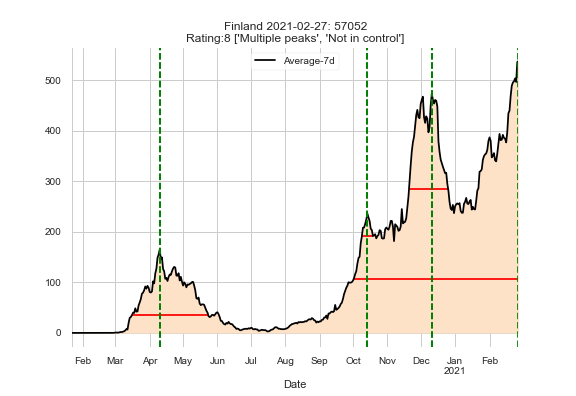 Finland 2021-02-27: 57052
Rating:8 ['Multiple peaks', 'Not in control']
Average-7d
500
400
300
200
100
0
Feb Mar Apr May Jun Jul Aug Sep Oct Nov Dec Jan Feb
2021
Date